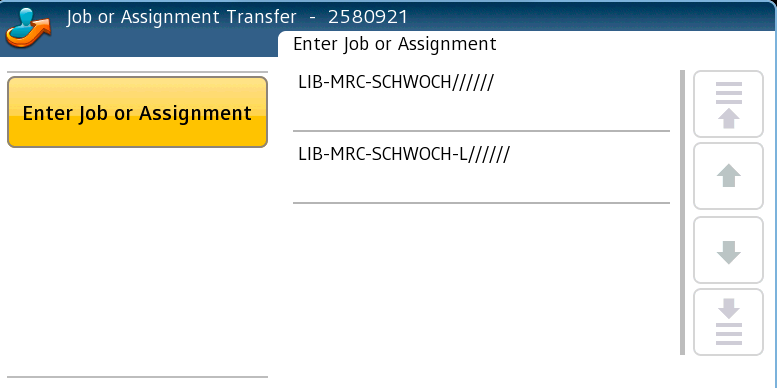 Job or Assignment Transfer - 2580921
Enter Job or Assignment
Enter Job or Assignment
LIB-MRC-SCHWOCH//////
LIB-MRC-SCHWOCH-L//////